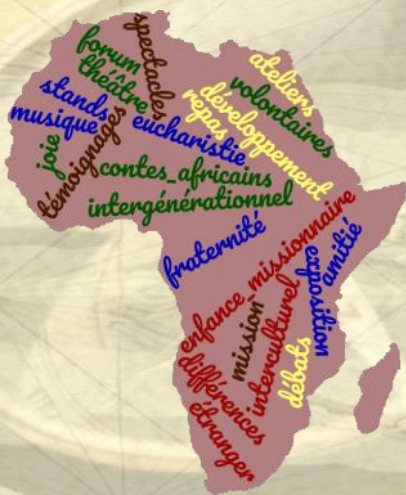 spectacles
forum
théâtre
ateliers
volontaires
développement
repas
stands
musique
eucharistie
joie
témoignages
contes_africains
intergénérationnel
fraternité
enfance_missionnaire
amitié
exposition
mission
interculturel
débats
différences
étranger